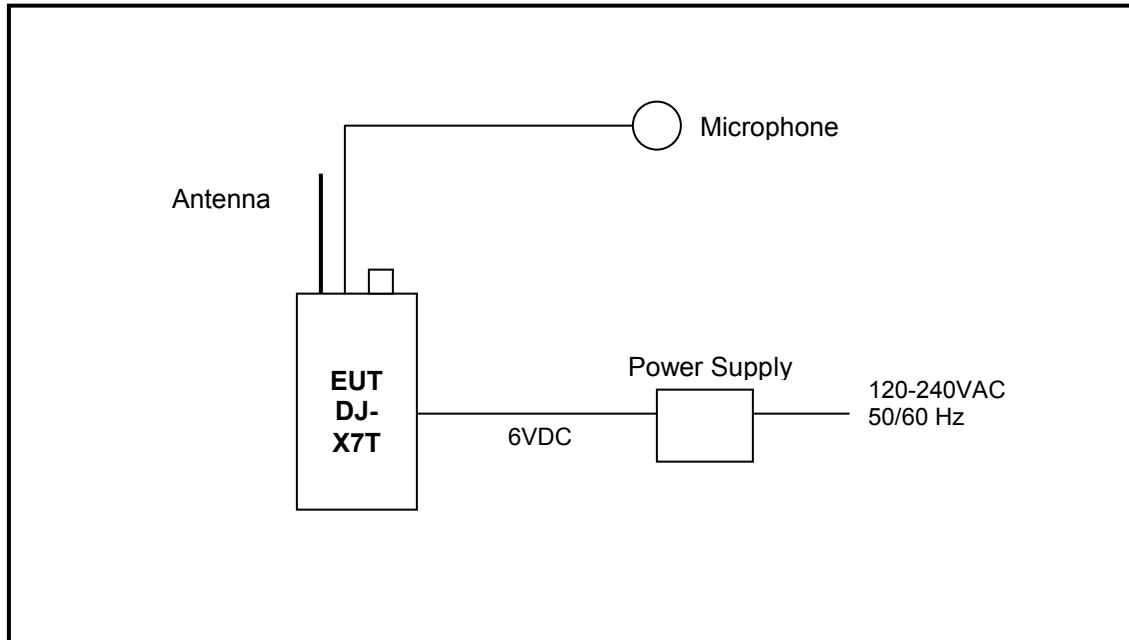 Microphone
Antenna
Power Supply
EUT
DJ-
X7T
6VDC
120-240VAC
50/60 Hz